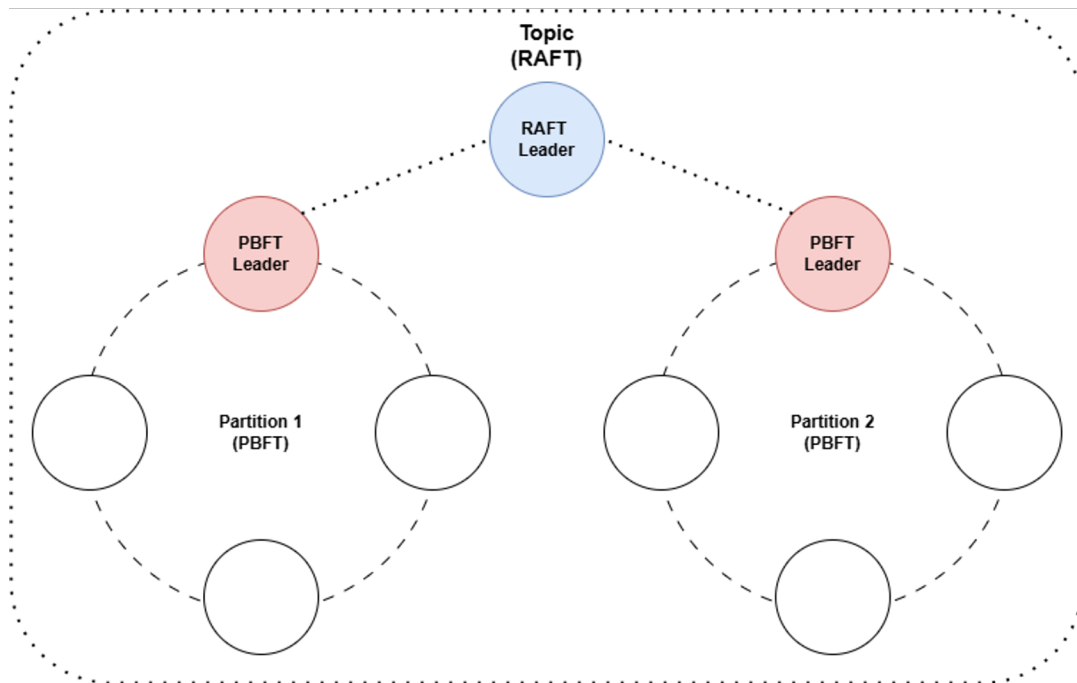 Topic
(RAFT)
RAFT
Leader
PBFT
Leader
PBFT
Leader
Partition 1
(PBFT)
Partition 2
(PBFT)